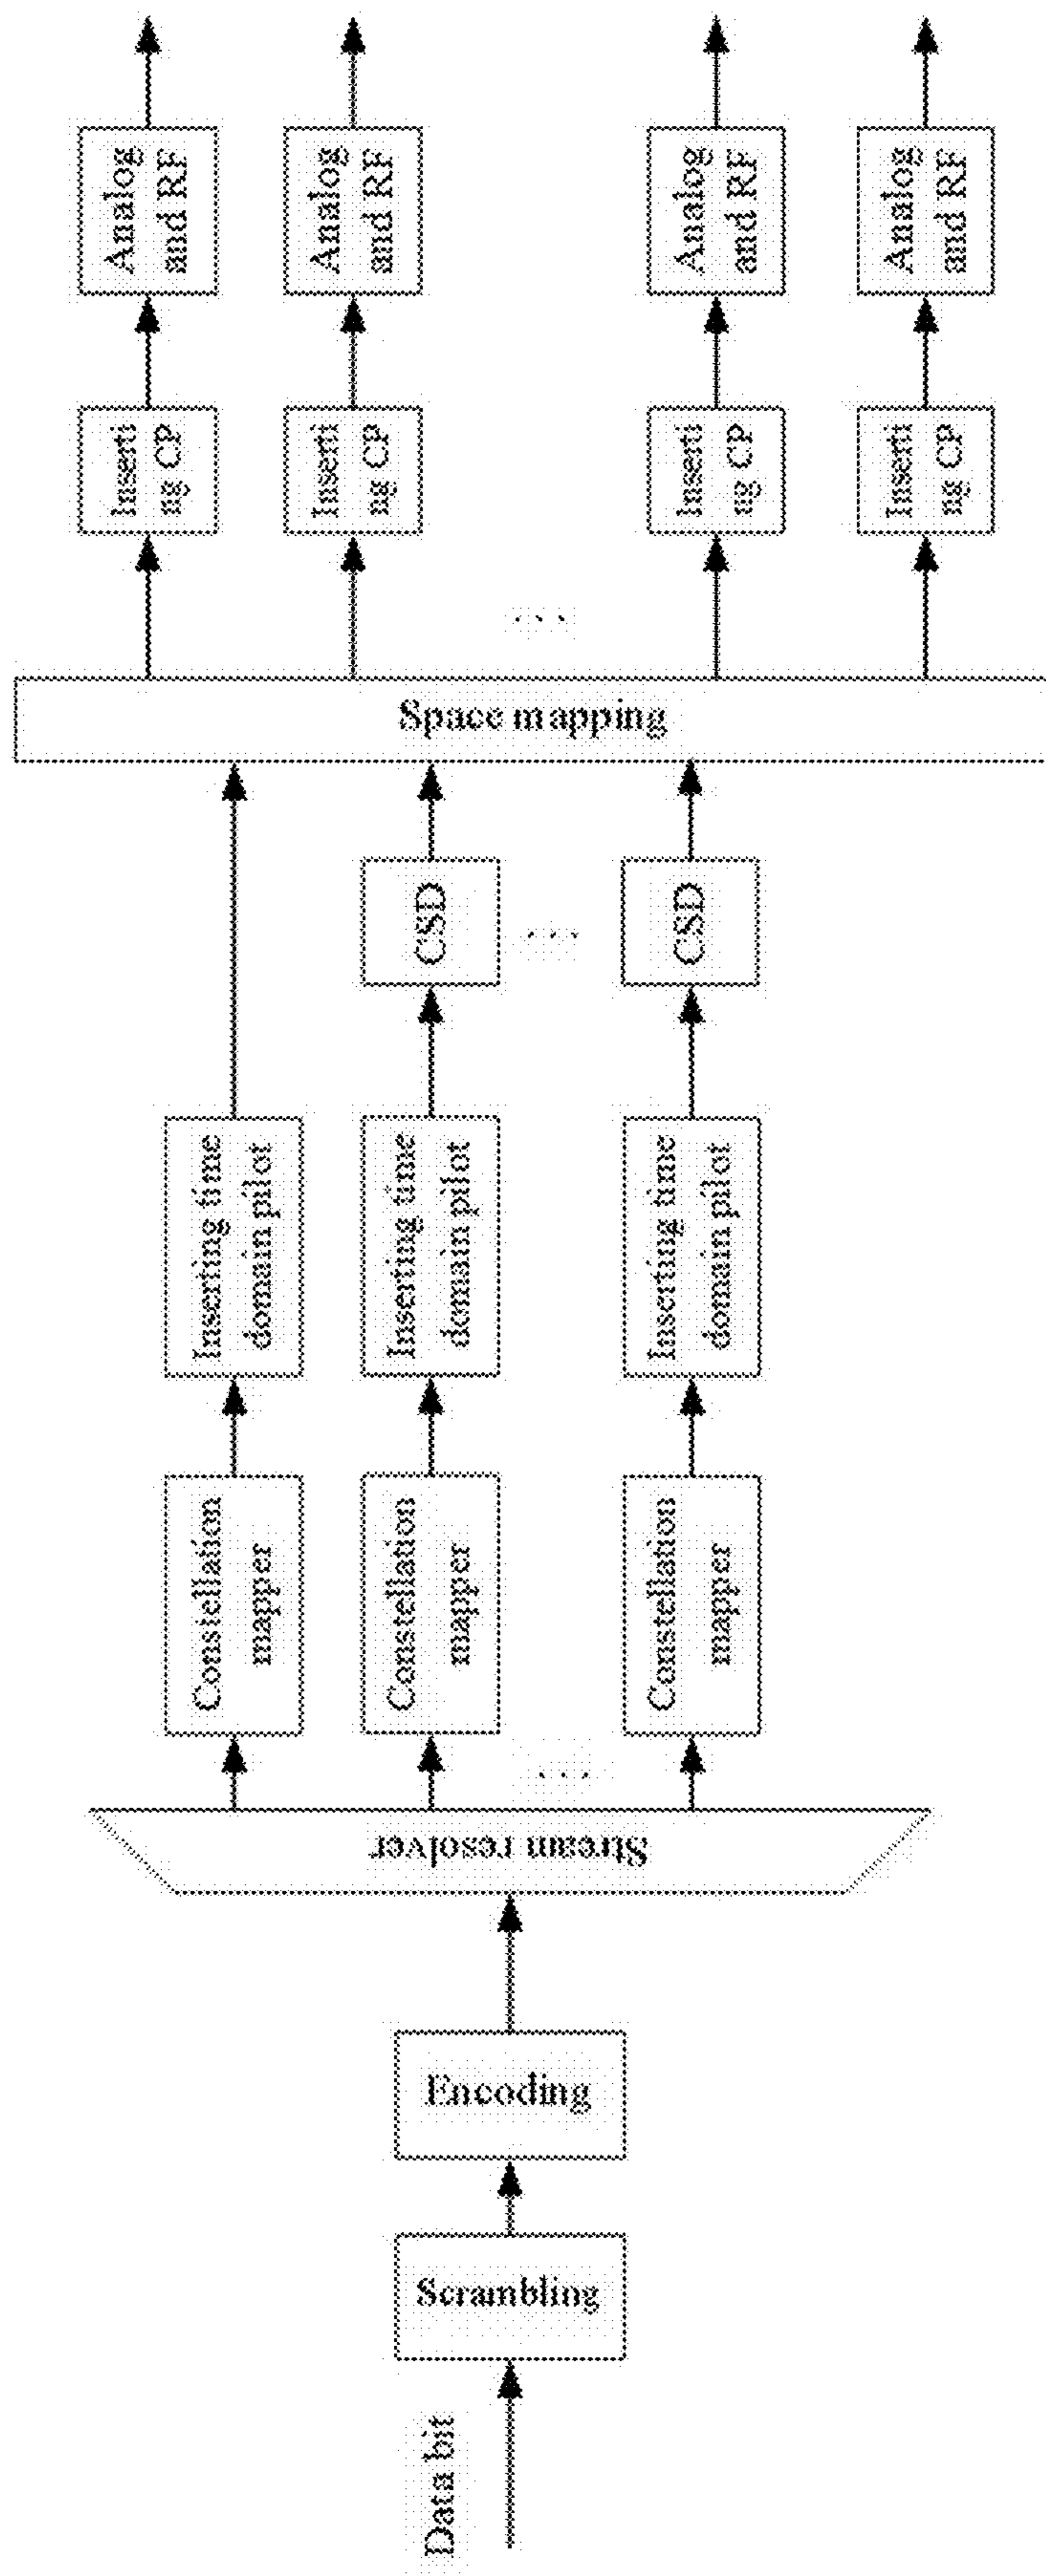 Data bit
Scrambling
Encoding
Stream resolver
Constellation
mapper
Constellation
mapper
Constellation
mapper
...
Inserting time
domain pilot
Inserting time
domain pilot
Inserting time
domain pilot
CSD
...
CSD
Space mapping
...
Inserti
ng CP
Inserti
ng CP
Inserti
ng CP
Inserti
ng CP
Analog
and RF
Analog
and RF
Analog
and RF
Analog
and RF